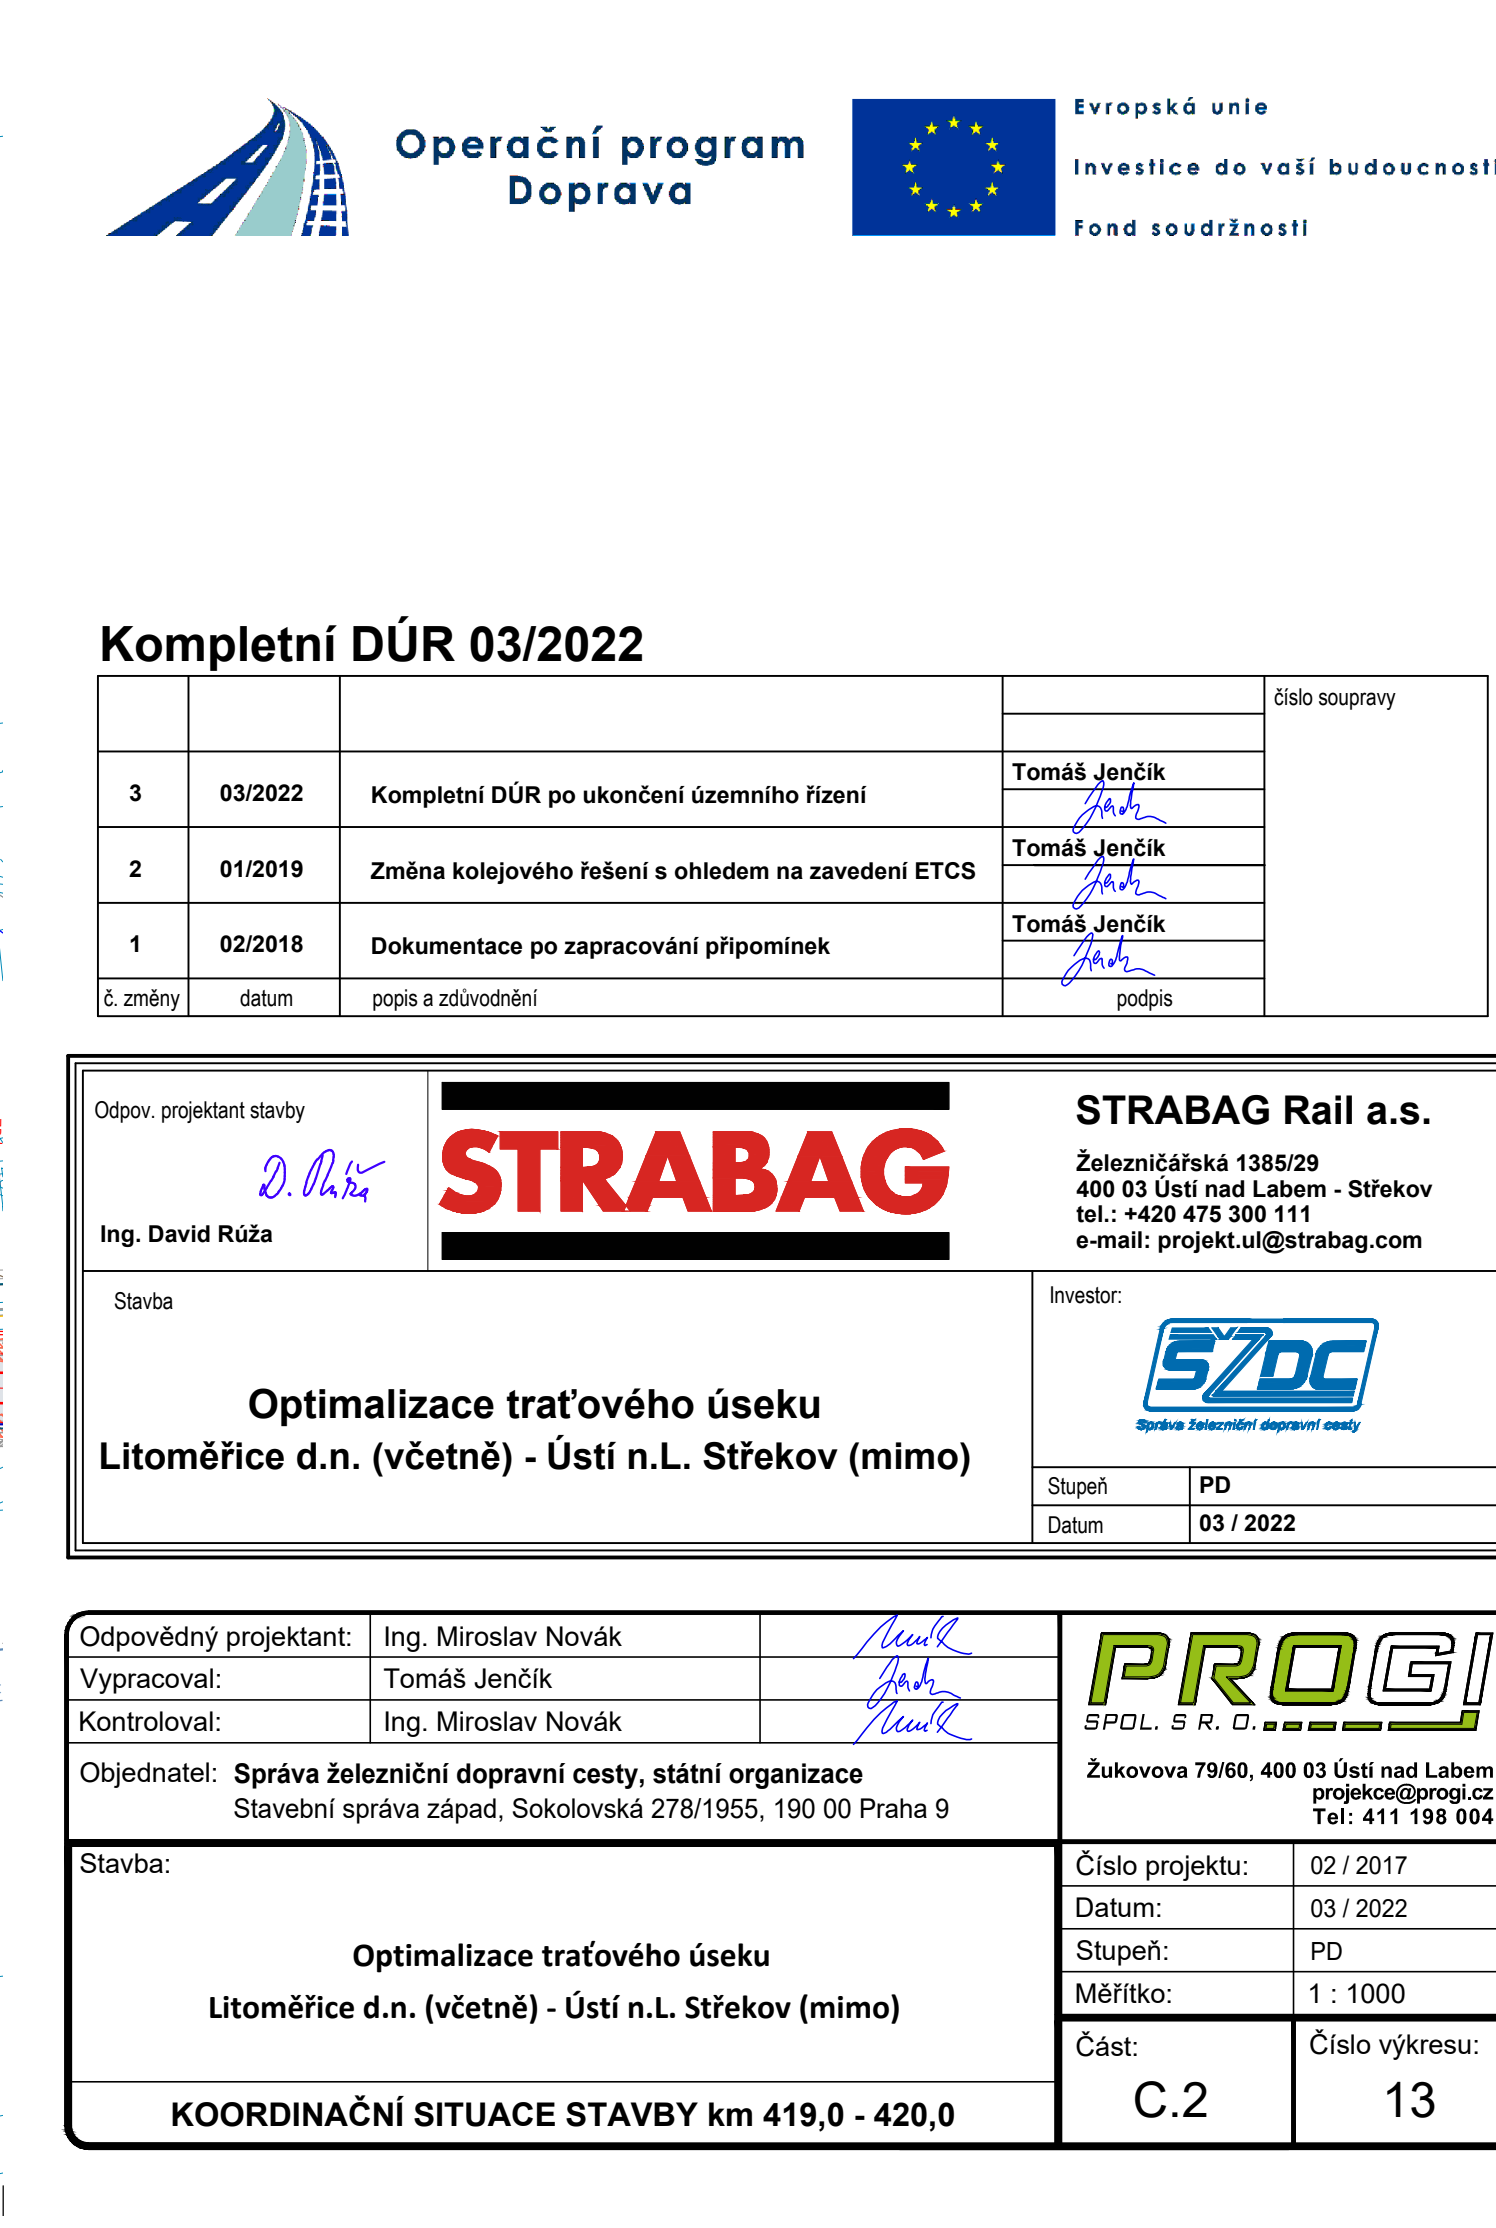 Operační program
Doprava
Evropská unie
Investice do vaší budoucnosti
Fond soudržnosti
Kompletní DÚR 03/2022
číslo soupravy
3 03/2022 Kompletní DÚR po ukončení územního řízení Tomáš Jenčík
2 01/2019 Změna kolejového řešení s ohledem na zavedení ETCS Tomáš Jenčík
1 02/2018 Dokumentace po zapracování připomínek Tomáš Jenčík
č. změny datum popis a zdůvodnění podpis
Odpov. projektant stavby
D. Růža
Ing. David Rúža
STRABAG
STRABAG Rail a.s.
Železničářská 1385/29
400 03 Ústí nad Labem - Střekov
tel.: +420 475 300 111
e-mail: projekt.ul@strabag.com
Stavba
Optimalizace traťového úseku
Litoměřice d.n. (včetně) - Ústí n.L. Střekov (mimo)
Investor:
SŽDC
Správa železniční dopravní cesty
Stupeň PD
Datum 03 / 2022
Odpovědný projektant: Ing. Miroslav Novák
Vypracoval: Tomáš Jenčík
Kontroloval: Ing. Miroslav Novák
Objednatel: Správa železniční dopravní cesty, státní organizace
Stavební správa západ, Sokolovská 278/1955, 190 00 Praha 9
PROGI
SPOL. S R. O.
Žukovova 79/60, 400 03 Ústí nad Labem
projekce@progi.cz
Tel: 411 198 004
Stavba:
Optimalizace traťového úseku
Litoměřice d.n. (včetně) - Ústí n.L. Střekov (mimo)
KOORDINAČNÍ SITUACE STAVBY km 419,0 - 420,0
Číslo projektu: 02 / 2017
Datum: 03 / 2022
Stupeň: PD
Měřítko: 1 : 1000
Část: Číslo výkresu:
C.2 13